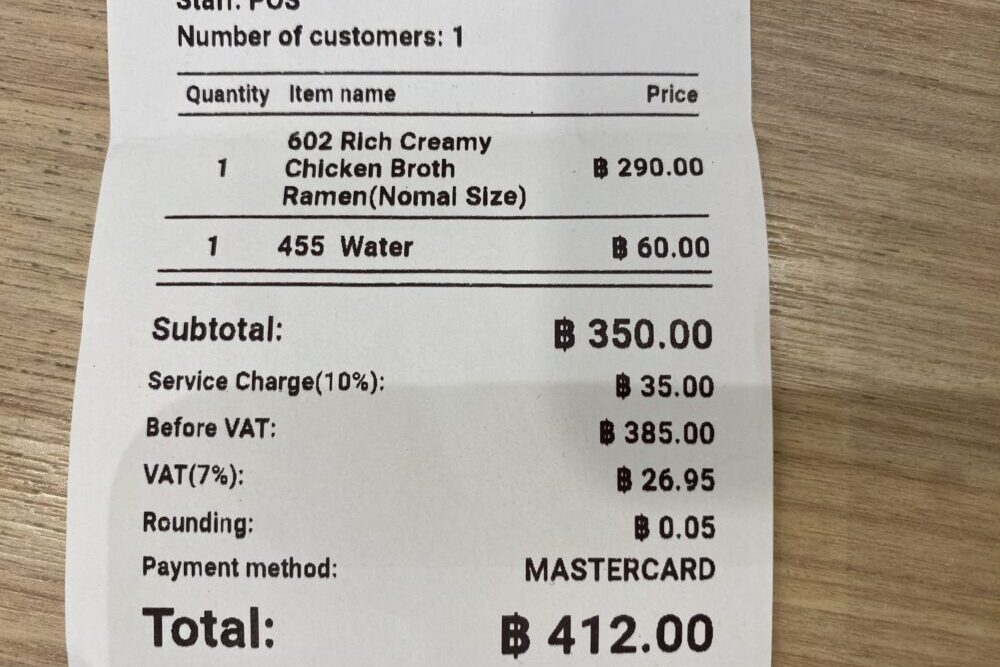 Staff: POS
Number of customers: 1
Quantity Item name Price
602 Rich Creamy
1 Chicken Broth ฿ 290.00
Ramen(Nomal Size)
1 455 Water ฿ 60.00
Subtotal: ฿ 350.00
Service Charge(10%): ฿ 35.00
Before VAT: ฿ 385.00
VAT(7%): ฿ 26.95
Rounding: ฿ 0.05
Payment method: MASTERCARD
Total: ฿ 412.00